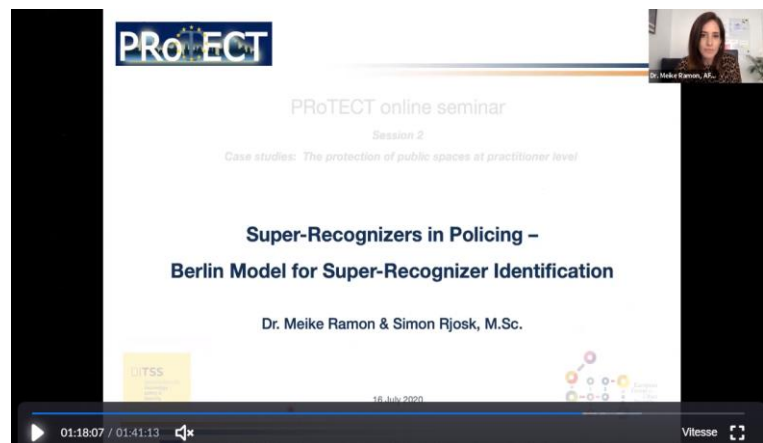 PRoTECT
Dr. Meike Ramon, AF...
PRoTECT online seminar
Session 2
Case studies: The protection of public spaces at practitioner level
Super-Recognizers in Policing –
Berlin Model for Super-Recognizer Identification
Dr. Meike Ramon & Simon Rjosk, M.Sc.
DITSS
16 July 2020
European
01:18:07 / 01:41:13
Vitesse